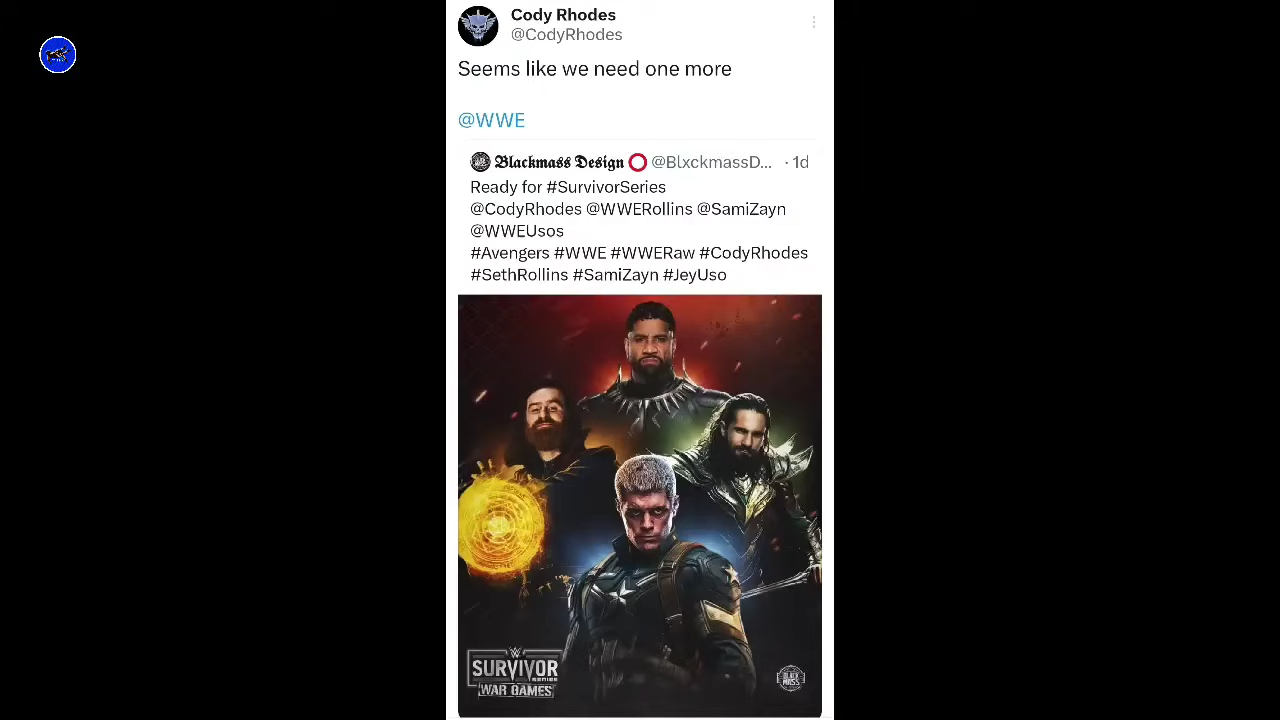 Cody Rhodes
@CodyRhodes
Seems like we need one more
@WWE
Blackmass Design ⭕ @BlxckmassD... · 1d
Ready for #SurvivorSeries
@CodyRhodes @WWERollins @SamiZayn
@WWEUsos
#Avengers #WWE #WWERaw #CodyRhodes
#SethRollins #SamiZayn #JeyUso
W
SURVIVOR
SERIES
WAR GAMES
BLACK
MASS